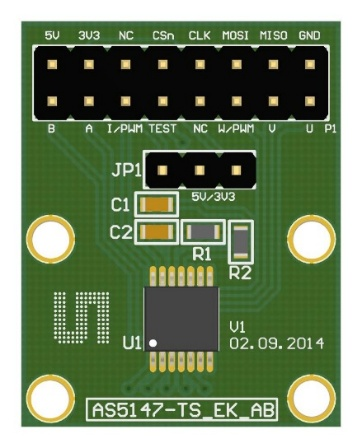 5V 3V3 NC CSn CLK MOSI MISO GND
B A I/PWM TEST NC W/PWM V U P1
JP1
5V/3V3
C1
C2
R1
R2
U1
V1
02.09.2014
AS5147-TS_EK_AB